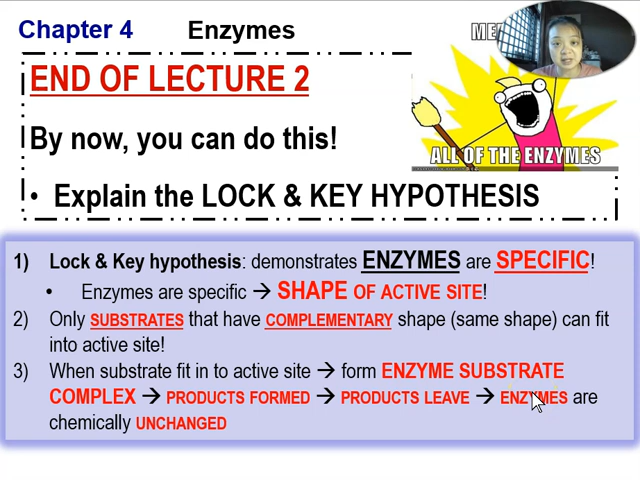 Chapter 4 Enzymes
ME
END OF LECTURE 2
ALL OF THE ENZYMES
By now, you can do this!
• Explain the LOCK & KEY HYPOTHESIS
1) Lock & Key hypothesis: demonstrates ENZYMES are SPECIFIC!
• Enzymes are specific → SHAPE OF ACTIVE SITE!
2) Only SUBSTRATES that have COMPLEMENTARY shape (same shape) can fit
into active site!
3) When substrate fit in to active site → form ENZYME SUBSTRATE
COMPLEX → PRODUCTS FORMED → PRODUCTS LEAVE → ENZYMES are
chemically UNCHANGED